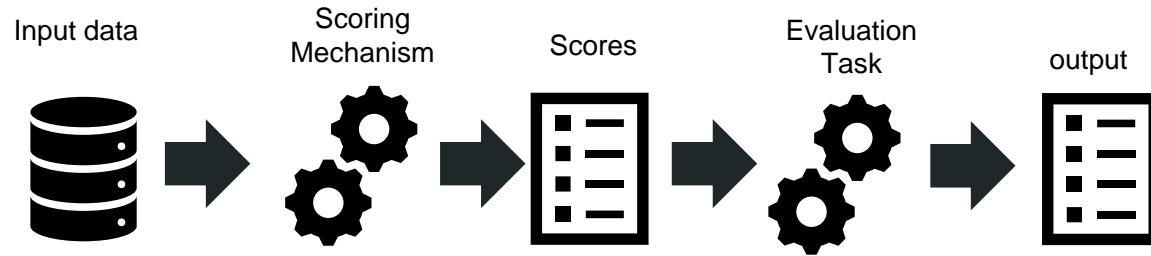 Input data
Scoring
Mechanism
Scores
Evaluation
Task
output